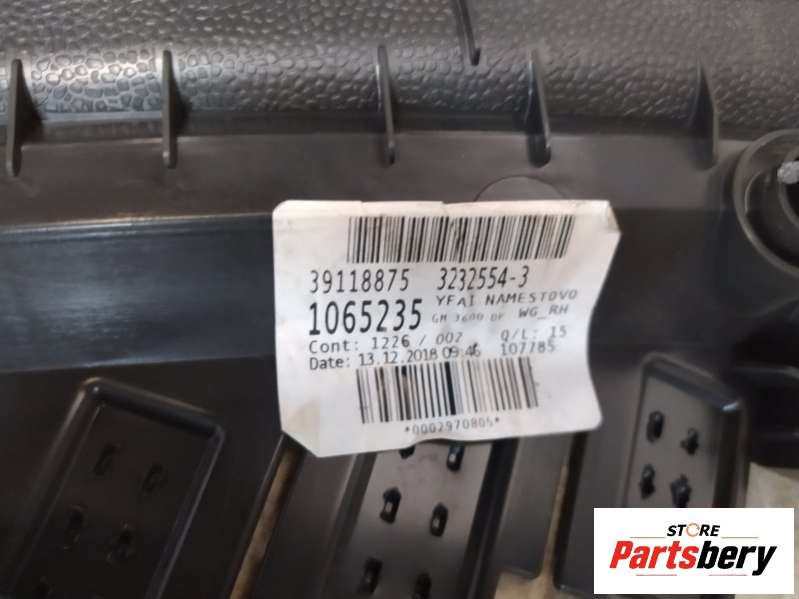 39118875 3232554-3
1065235 YFAI NAMESTOVO
GM 3600 DP WG_RH
Cont: 1226 / 002 Q/L: 15
Date: 13.12.2018 09:46 107785
*0002970805*
STORE
Partsbery